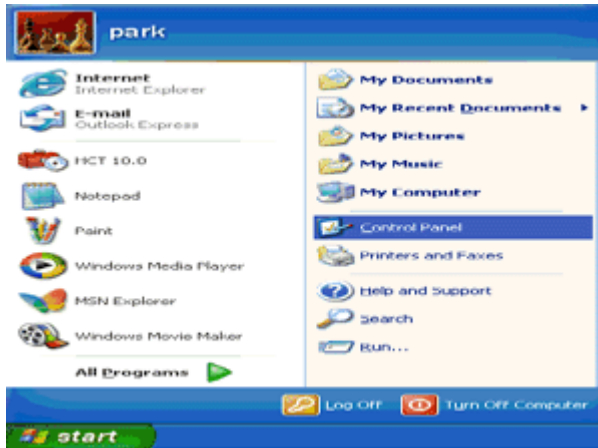 park
Internet
Internet Explorer
E-mail
Outlook Express
HCT 10.0
Notepad
Paint
Windows Media Player
MSN Explorer
Windows Movie Maker
All Programs
My Documents
My Recent Documents
My Pictures
My Music
My Computer
Control Panel
Printers and Faxes
Help and Support
Search
Run...
Log Off
Turn Off Computer
start